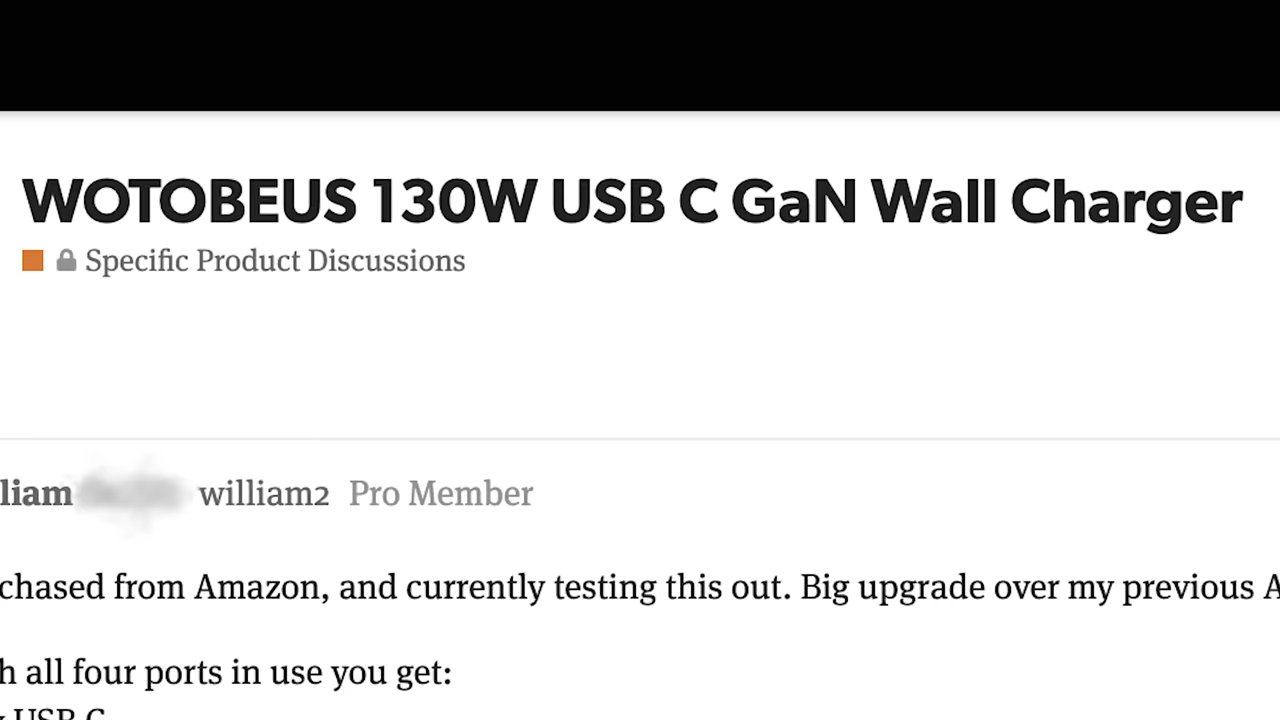 WOTOBEUS 130W USB C GaN Wall Charger
Specific Product Discussions
liam william2 Pro Member
chased from Amazon, and currently testing this out. Big upgrade over my previous A
h all four ports in use you get:
USB C